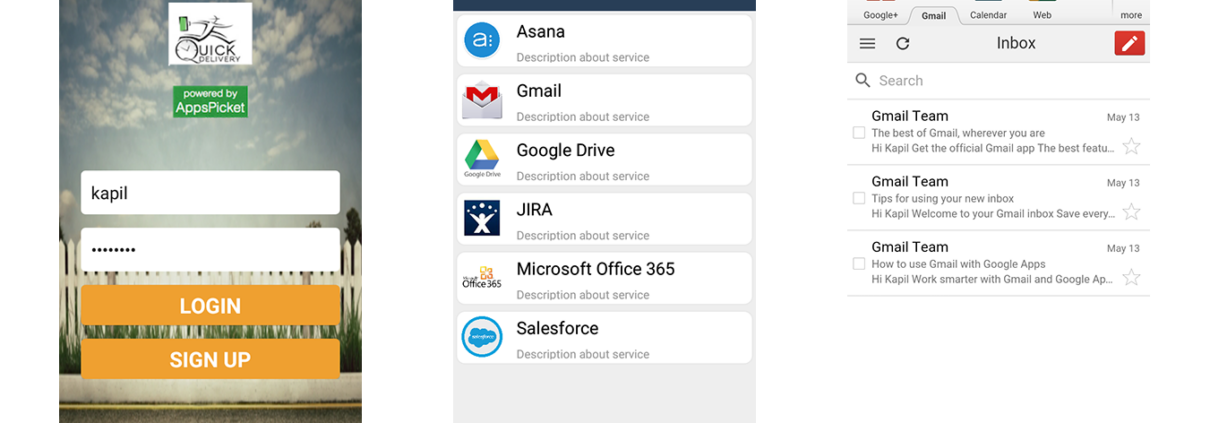 QUICK
DELIVERY
powered by
AppsPicket
kapil
••••••••
LOGIN
SIGN UP
Asana
Description about service
Gmail
Description about service
Google Drive
Google Drive
Description about service
JIRA
Description about service
Microsoft Office 365
Office 365
Description about service
Salesforce
salesforce
Description about service
Google+ Gmail Calendar Web more
Inbox
Search
Gmail Team May 13
The best of Gmail, wherever you are
Hi Kapil Get the official Gmail app The best featu...
Gmail Team May 13
Tips for using your new inbox
Hi Kapil Welcome to your Gmail inbox Save every...
Gmail Team May 13
How to use Gmail with Google Apps
Hi Kapil Work smarter with Gmail and Google Ap...